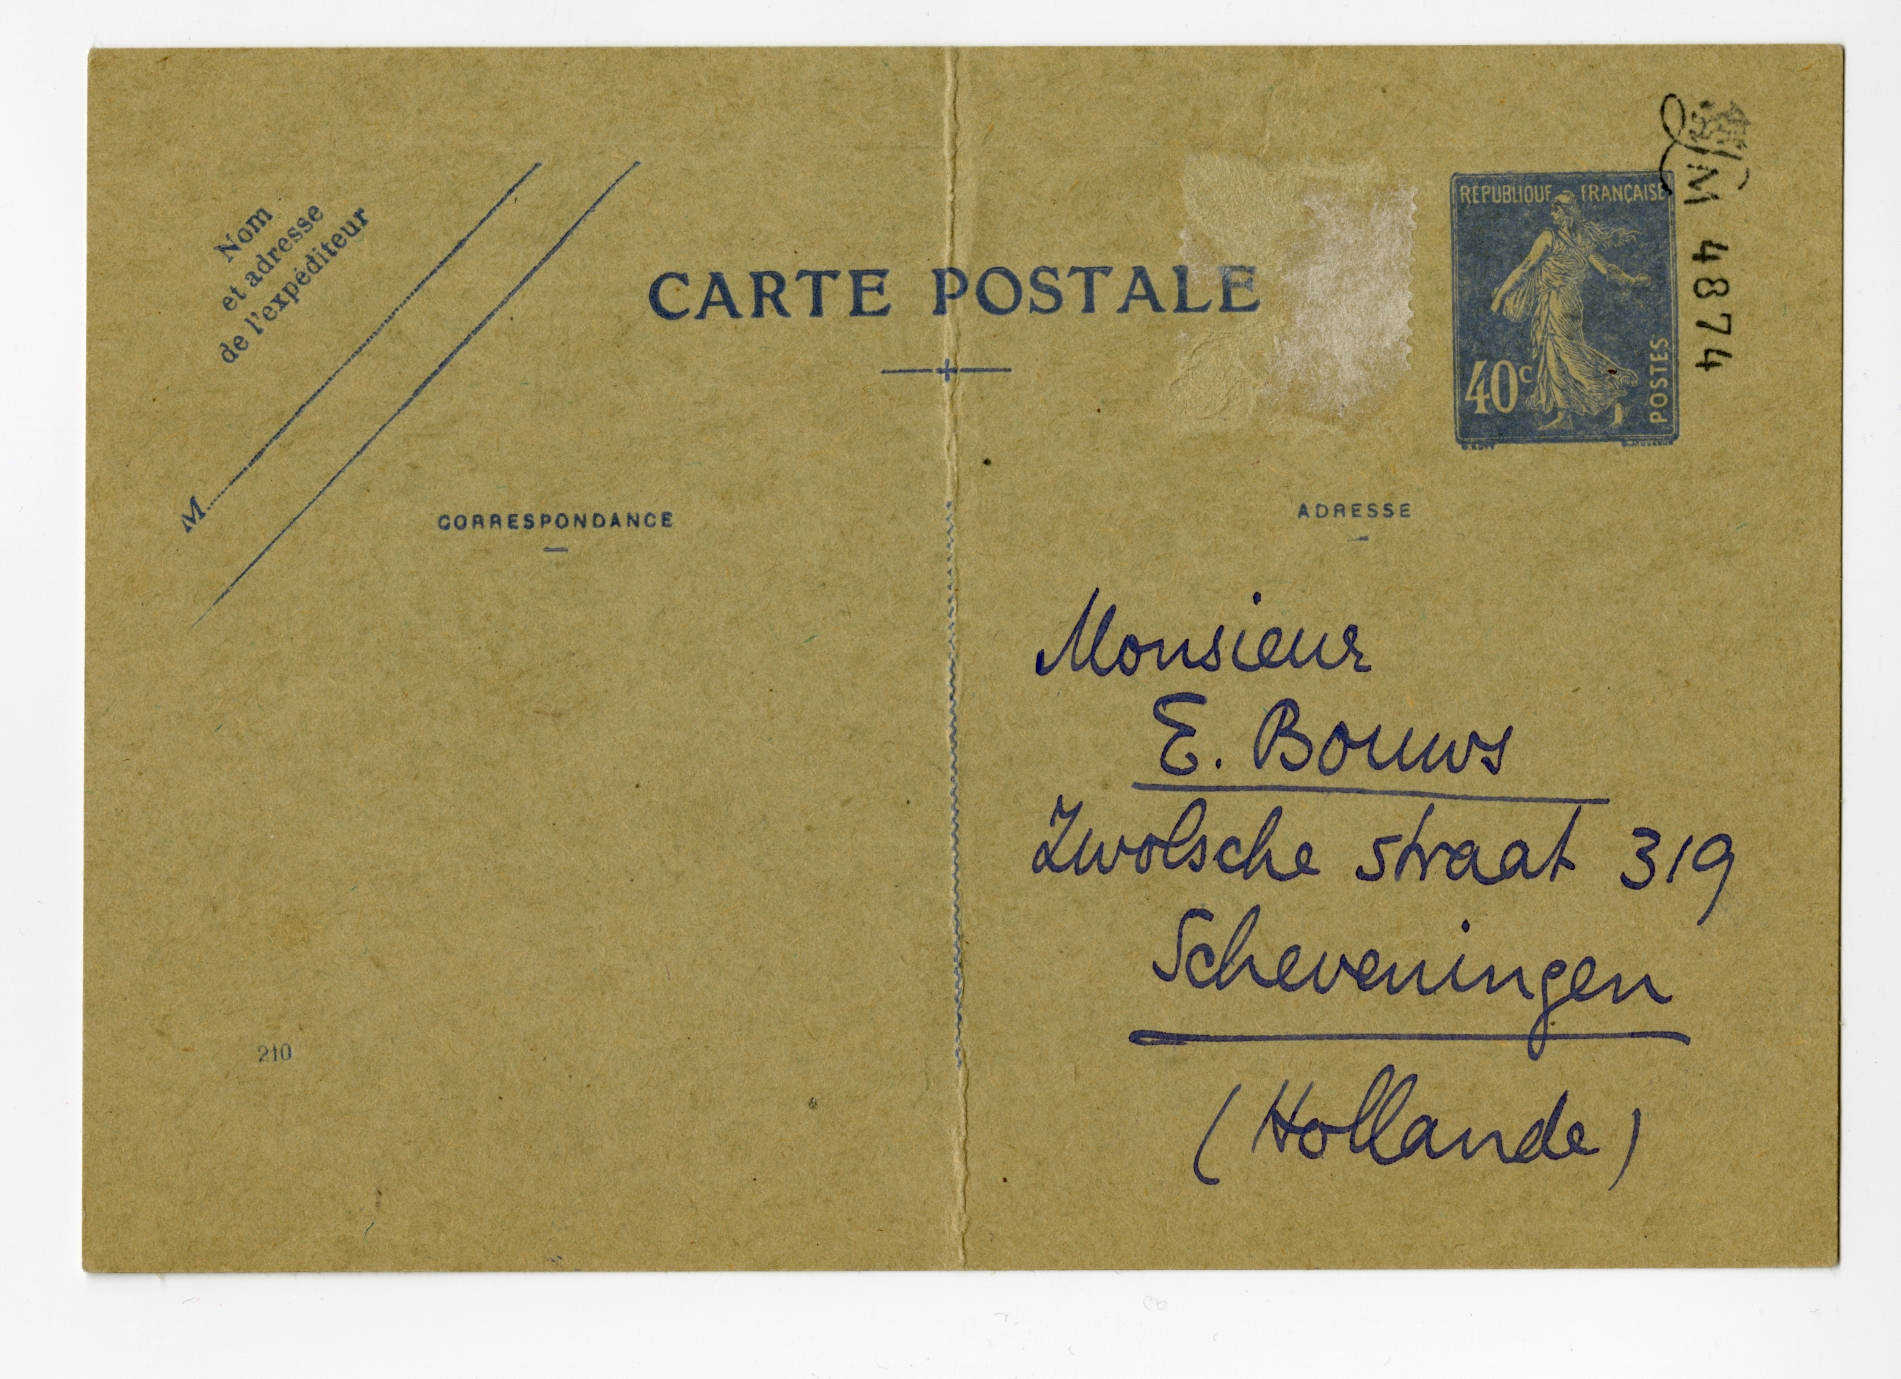 Nom
et adresse
de l'expéditeur
M
CARTE POSTALE
REPUBLIQUE FRANÇAISE
40c
POSTES
M 4874
CORRESPONDANCE
ADRESSE
Monsieur
E. Bouws
Zwolsche straat 319
Scheveningen
(Hollande)
210